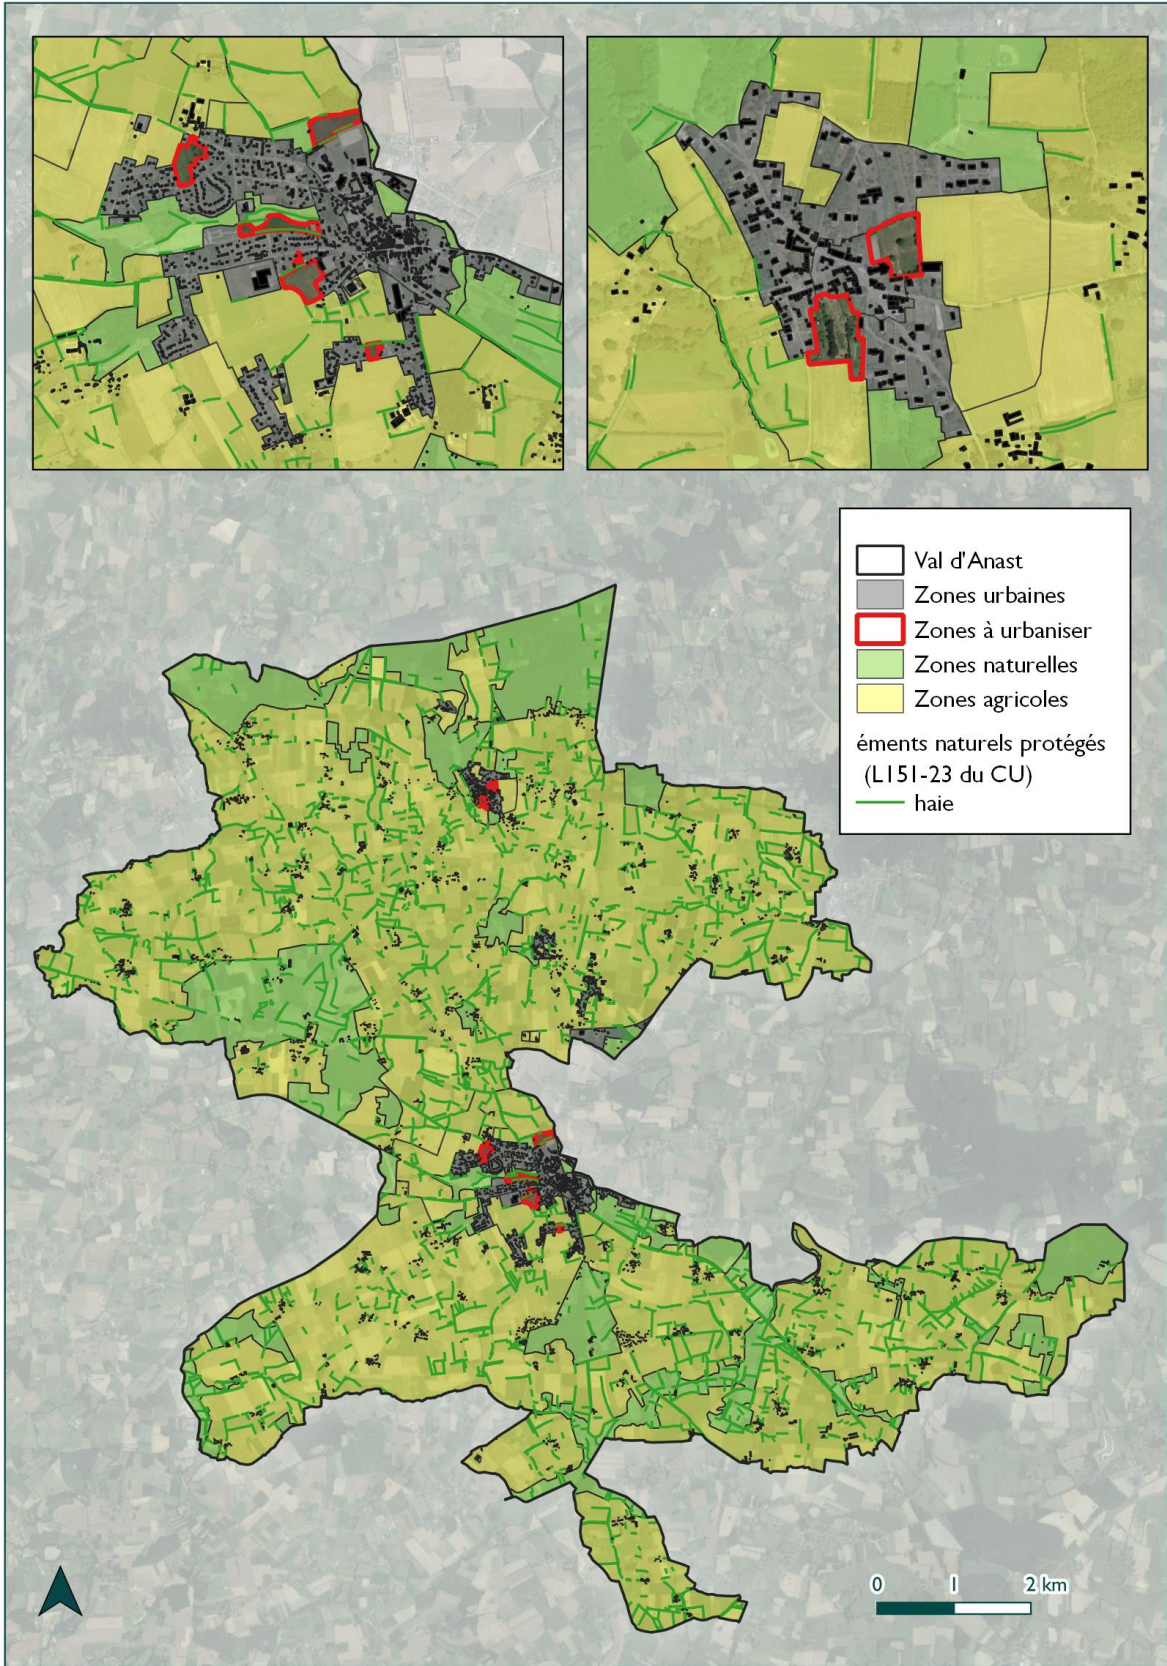 Val d'Anast
Zones urbaines
Zones à urbaniser
Zones naturelles
Zones agricoles
éments naturels protégés
(L151-23 du CU)
haie
0 1 2 km